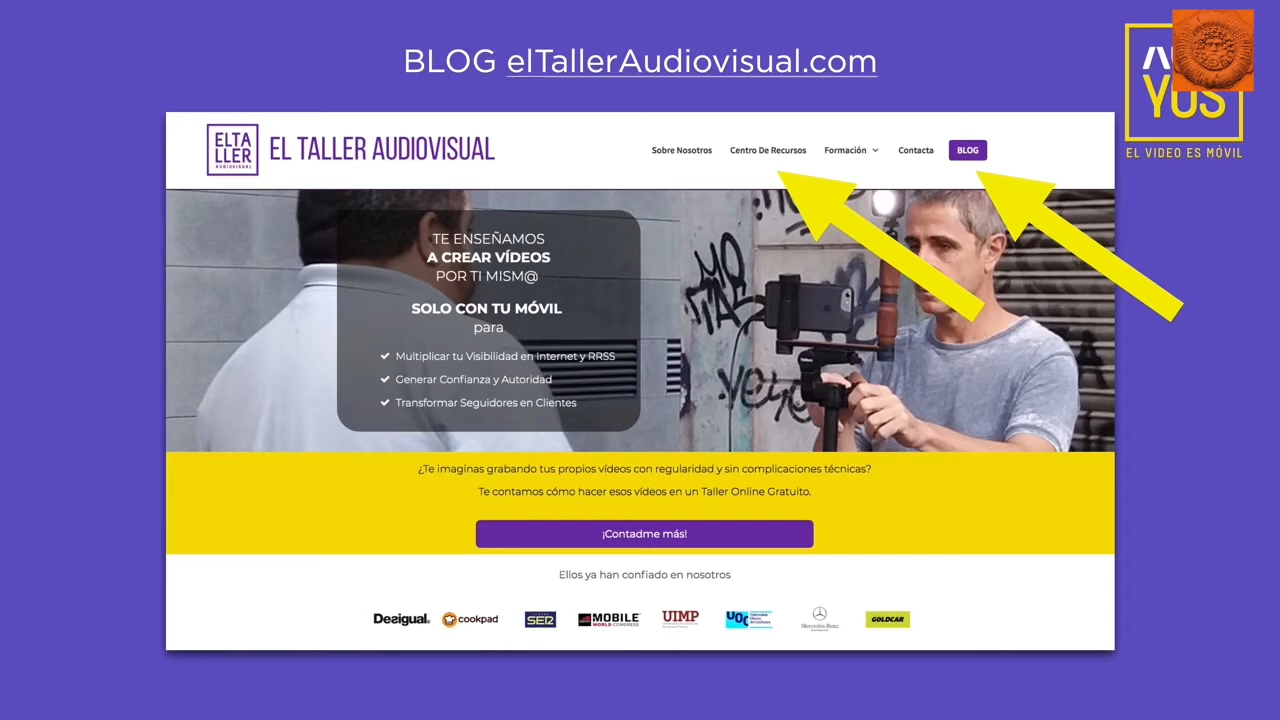 BLOG elTallerAudiovisual.com
YUS
EL VIDEO ES MÓVIL
ELTA
LLER
AUDIOVISUAL
EL TALLER AUDIOVISUAL
Sobre Nosotros
Centro De Recursos
Formación
Contacta
BLOG
TE ENSEÑAMOS
A CREAR VÍDEOS
POR TI MISM@
SOLO CON TU MÓVIL
para
Multiplicar tu Visibilidad en Internet y RRSS
Generar Confianza y Autoridad
Transformar Seguidores en Clientes
¿Te imaginas grabando tus propios vídeos con regularidad y sin complicaciones técnicas?
Te contamos cómo hacer esos vídeos en un Taller Online Gratuito.
¡Contadme más!
Ellos ya han confiado en nosotros
Desigual.
cookpad
SER
MOBILE
WORLD CONGRESS
UIMP
UOC
Mercedes-Benz
GOLDCAR